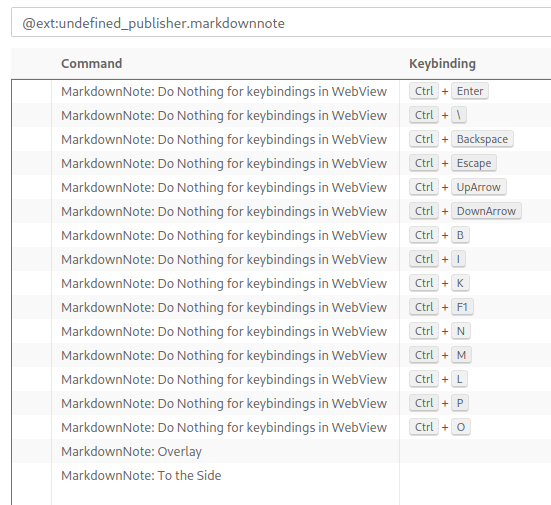 @ext:undefined_publisher.markdownnote
Command Keybinding
MarkdownNote: Do Nothing for keybindings in WebView Ctrl + Enter
MarkdownNote: Do Nothing for keybindings in WebView Ctrl + \
MarkdownNote: Do Nothing for keybindings in WebView Ctrl + Backspace
MarkdownNote: Do Nothing for keybindings in WebView Ctrl + Escape
MarkdownNote: Do Nothing for keybindings in WebView Ctrl + UpArrow
MarkdownNote: Do Nothing for keybindings in WebView Ctrl + DownArrow
MarkdownNote: Do Nothing for keybindings in WebView Ctrl + B
MarkdownNote: Do Nothing for keybindings in WebView Ctrl + I
MarkdownNote: Do Nothing for keybindings in WebView Ctrl + K
MarkdownNote: Do Nothing for keybindings in WebView Ctrl + F1
MarkdownNote: Do Nothing for keybindings in WebView Ctrl + N
MarkdownNote: Do Nothing for keybindings in WebView Ctrl + M
MarkdownNote: Do Nothing for keybindings in WebView Ctrl + L
MarkdownNote: Do Nothing for keybindings in WebView Ctrl + P
MarkdownNote: Do Nothing for keybindings in WebView Ctrl + O
MarkdownNote: Overlay
MarkdownNote: To the Side